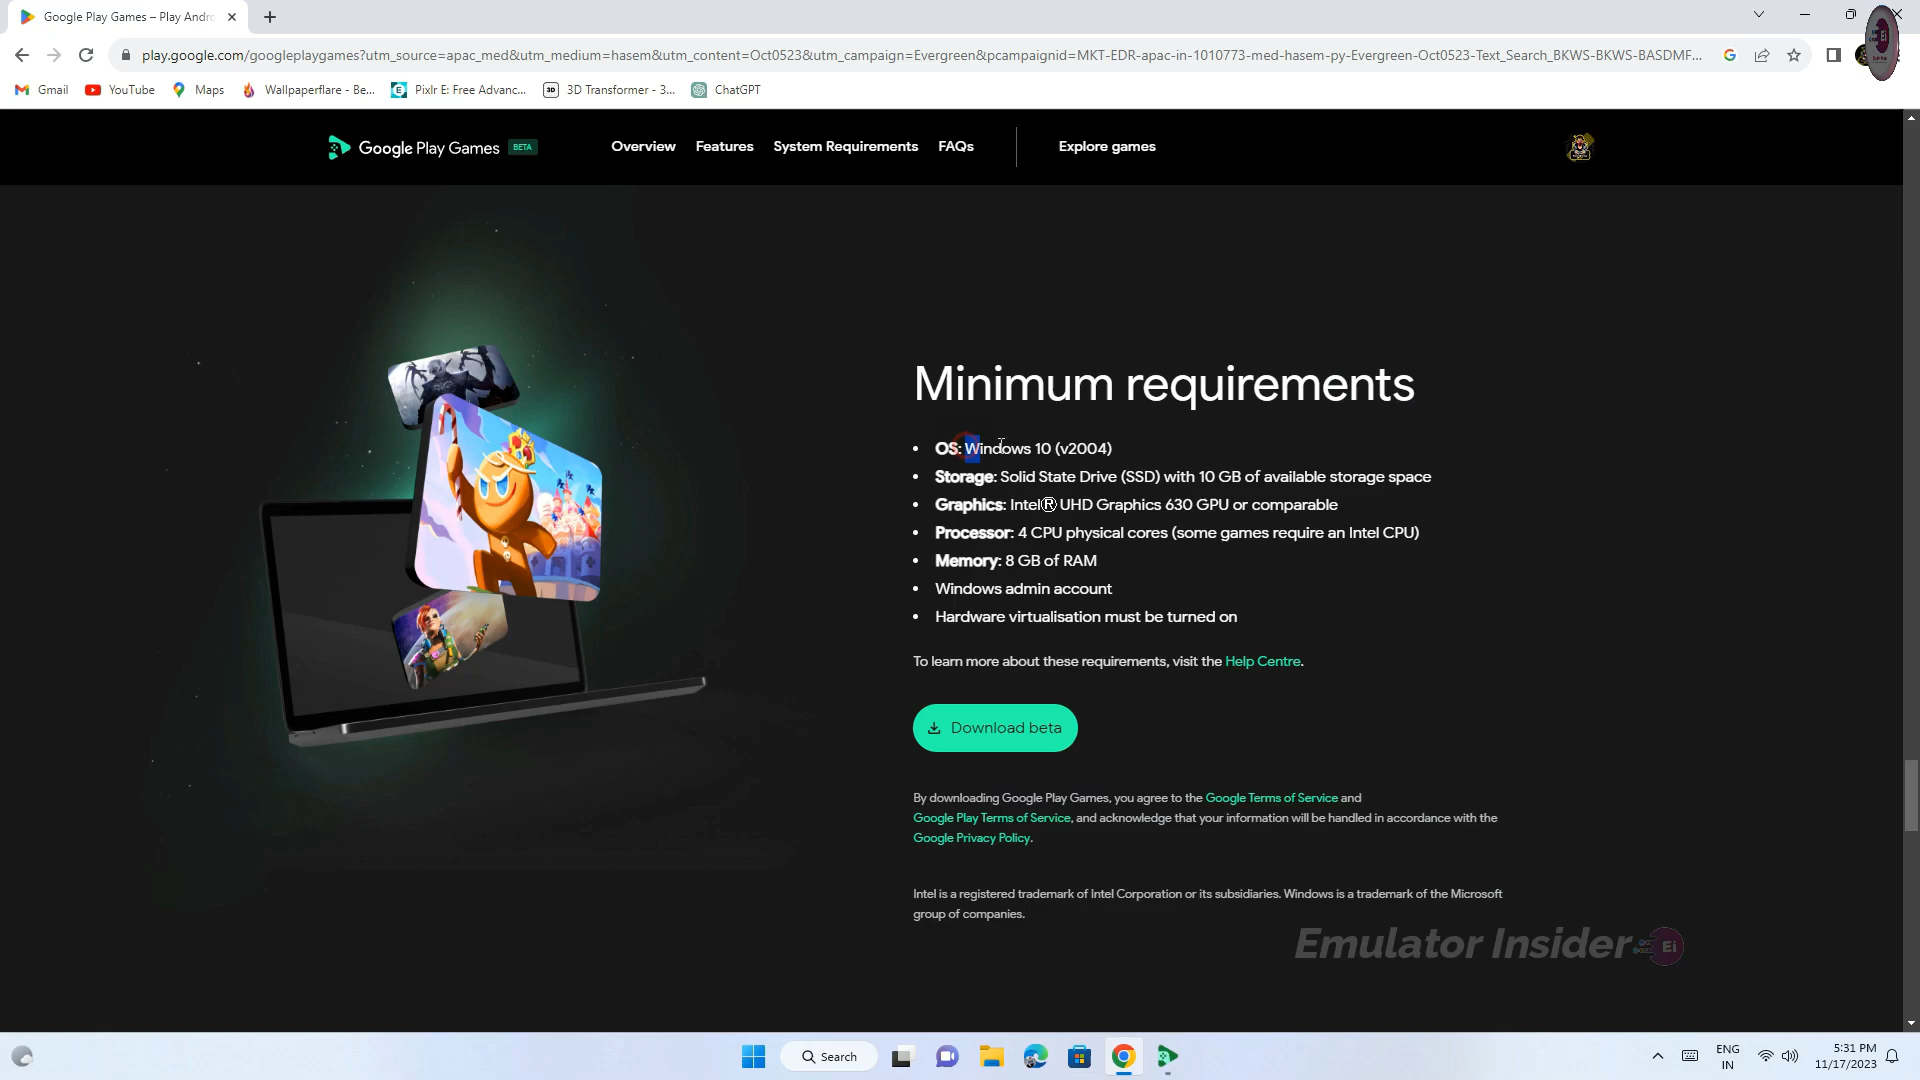 Google Play Games – Play Andr
play.google.com/googleplaygames?utm_source=apac_med&utm_medium=hasem&utm_content=Oct0523&utm_campaign=Evergreen&pcampaignid=MKT-EDR-apac-in-1010773-med-hasem-py-Evergreen-Oct0523-Text_Search_BKWS-BKWS-BASDMF...
Gmail YouTube Maps Wallpaperflare - Be... Pixlr E: Free Advanc... 3D 3D Transformer - 3... ChatGPT
Google Play Games BETA Overview Features System Requirements FAQs Explore games
Minimum requirements
• OS: Windows 10 (v2004)
• Storage: Solid State Drive (SSD) with 10 GB of available storage space
• Graphics: Intel® UHD Graphics 630 GPU or comparable
• Processor: 4 CPU physical cores (some games require an Intel CPU)
• Memory: 8 GB of RAM
• Windows admin account
• Hardware virtualisation must be turned on
To learn more about these requirements, visit the Help Centre.
Download beta
By downloading Google Play Games, you agree to the Google Terms of Service and
Google Play Terms of Service, and acknowledge that your information will be handled in accordance with the
Google Privacy Policy.
Intel is a registered trademark of Intel Corporation or its subsidiaries. Windows is a trademark of the Microsoft
group of companies.
Emulator Insider Ei
Search
ENG
IN
5:31 PM
11/17/2023